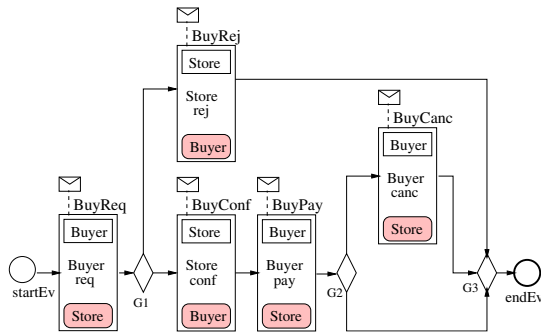 BuyRej
Store
Store
rej
Buyer
BuyCanc
Buyer
Buyer
canc
Store
BuyReq
Buyer
Buyer
req
Store
BuyConf
Store
Store
conf
Buyer
BuyPay
Buyer
Buyer
pay
Store
startEv
G1
G2
G3
endEv